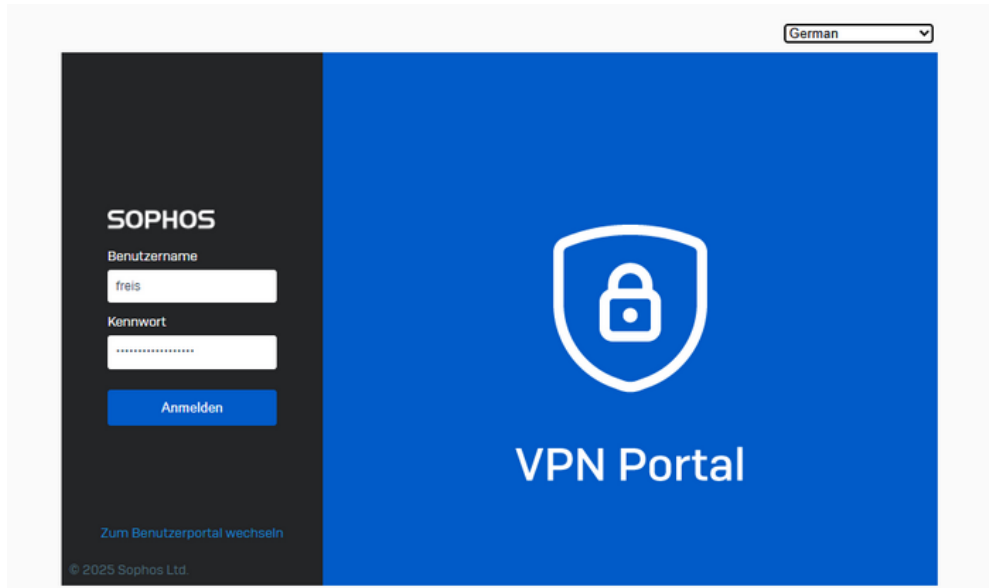 German
SOPHOS
Benutzername
freis
Kennwort
••••••••••••••••••
Anmelden
VPN Portal
Zum Benutzerportal wechseln
© 2025 Sophos Ltd.